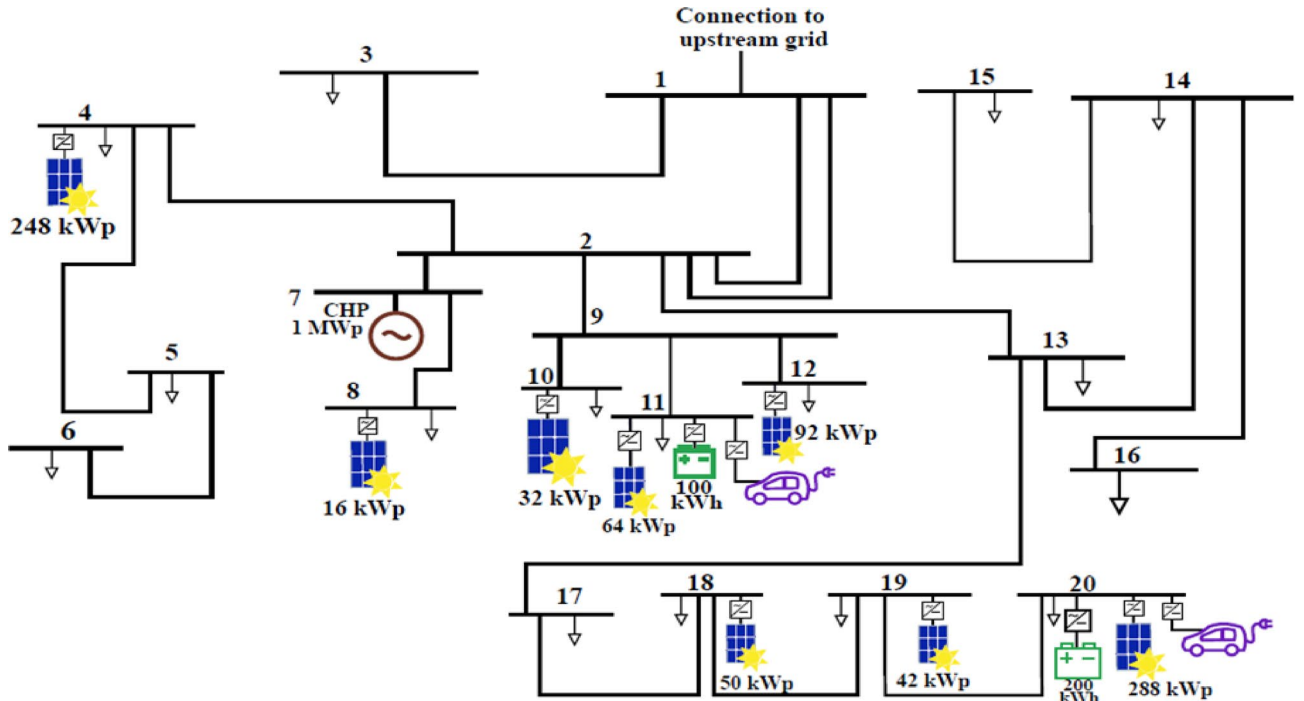 Connection to
upstream grid
3
1
15
14
4
248 kWp
2
7
CHP
1 MWp
9
13
5
8
10
11
12
6
92 kWp
16
16 kWp
32 kWp
64 kWp
100
kWh
17
18
19
20
50 kWp
42 kWp
200
kWh
288 kWp